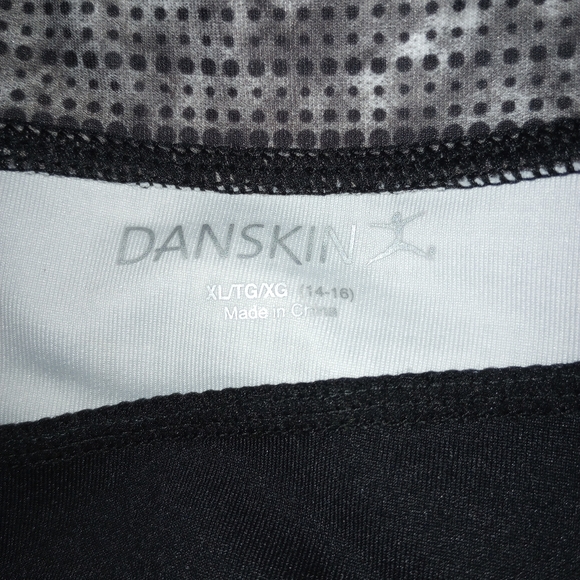 DANSKIN
XL/TG/XG (14-16)
Made in China